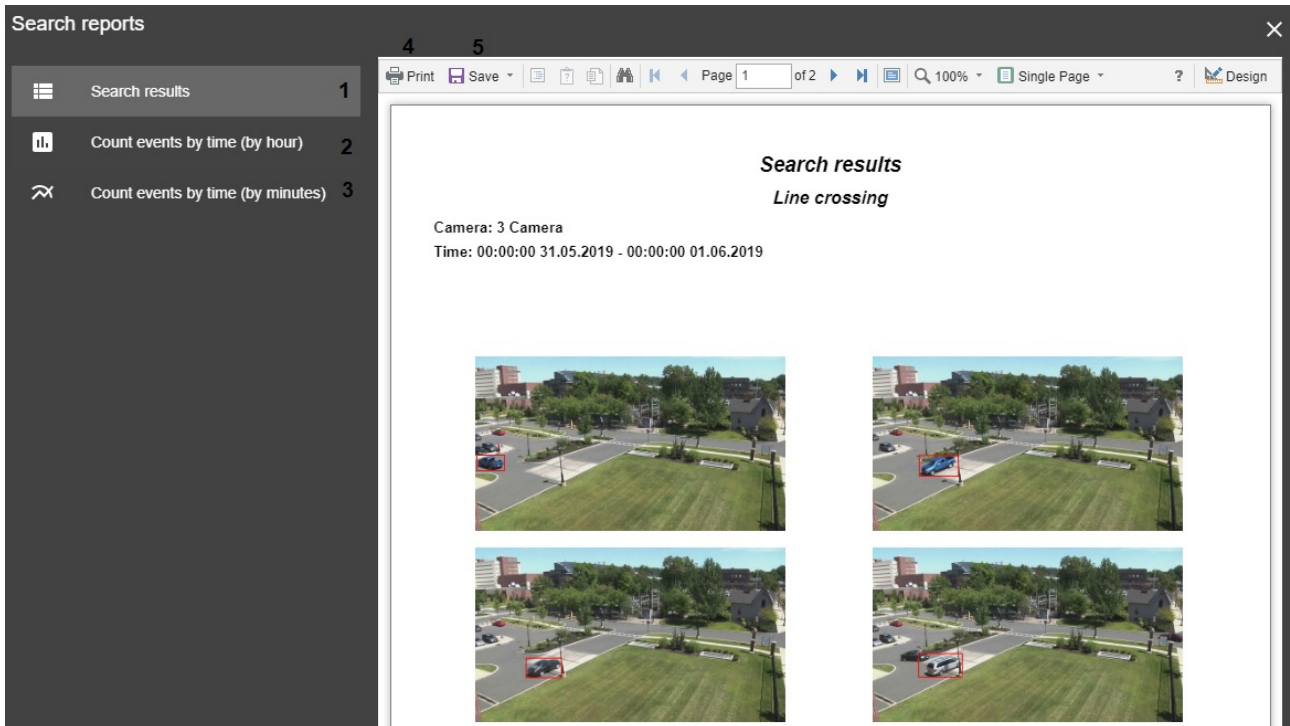 Search reports
4 5
Print Save Page 1 of 2 100% Single Page ? Design
Search results 1
Count events by time (by hour) 2
Count events by time (by minutes) 3
Search results
Line crossing
Camera: 3 Camera
Time: 00:00:00 31.05.2019 - 00:00:00 01.06.2019